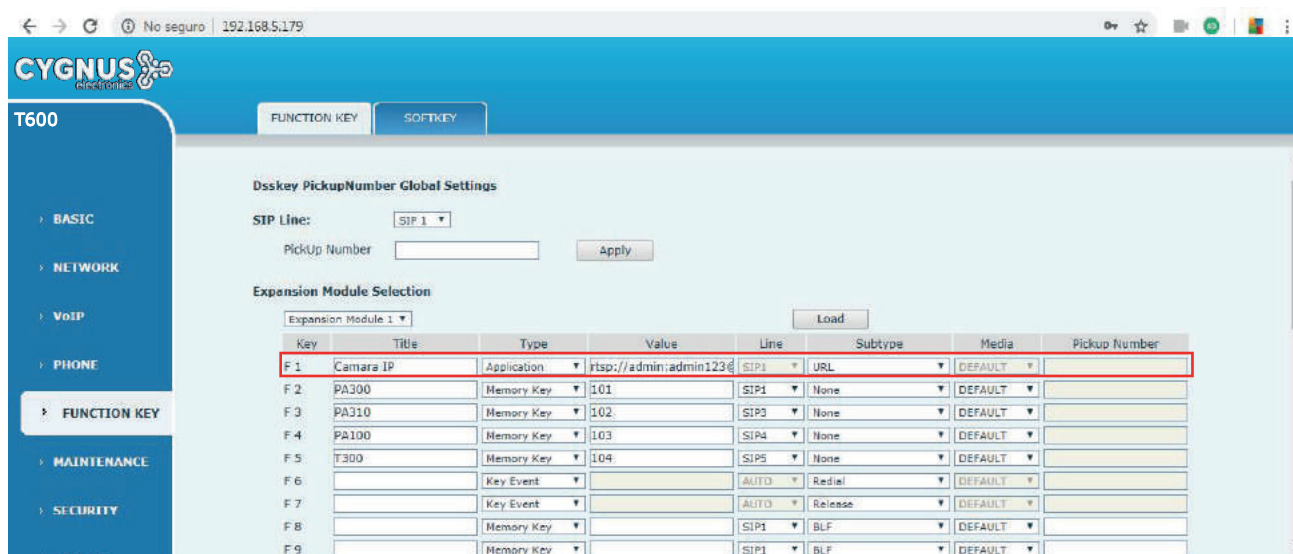 No seguro 192.168.5.179
CYGNUS
electronics
T600
FUNCTION KEY SOFTKEY
Dsskey PickupNumber Global Settings
BASIC
SIP Line: SIP 1
PickUp Number Apply
NETWORK
Expansion Module Selection
VoIP
Expansion Module 1 Load
Key Title Type Value Line Subtype Media Pickup Number
PHONE
F 1 Camara IP Application rtsp://admin:admin123@ SIP1 URL DEFAULT
F 2 PA300 Memory Key 101 SIP1 None DEFAULT
FUNCTION KEY
F 3 PA310 Memory Key 102 SIP3 None DEFAULT
F 4 PA100 Memory Key 103 SIP4 None DEFAULT
MAINTENANCE
F 5 T300 Memory Key 104 SIP5 None DEFAULT
F 6 Key Event AUTO Redial DEFAULT
F 7 Key Event AUTO Release DEFAULT
SECURITY
F 8 Memory Key SIP1 BLF DEFAULT
F 9 Memory Key SIP1 BLF DEFAULT